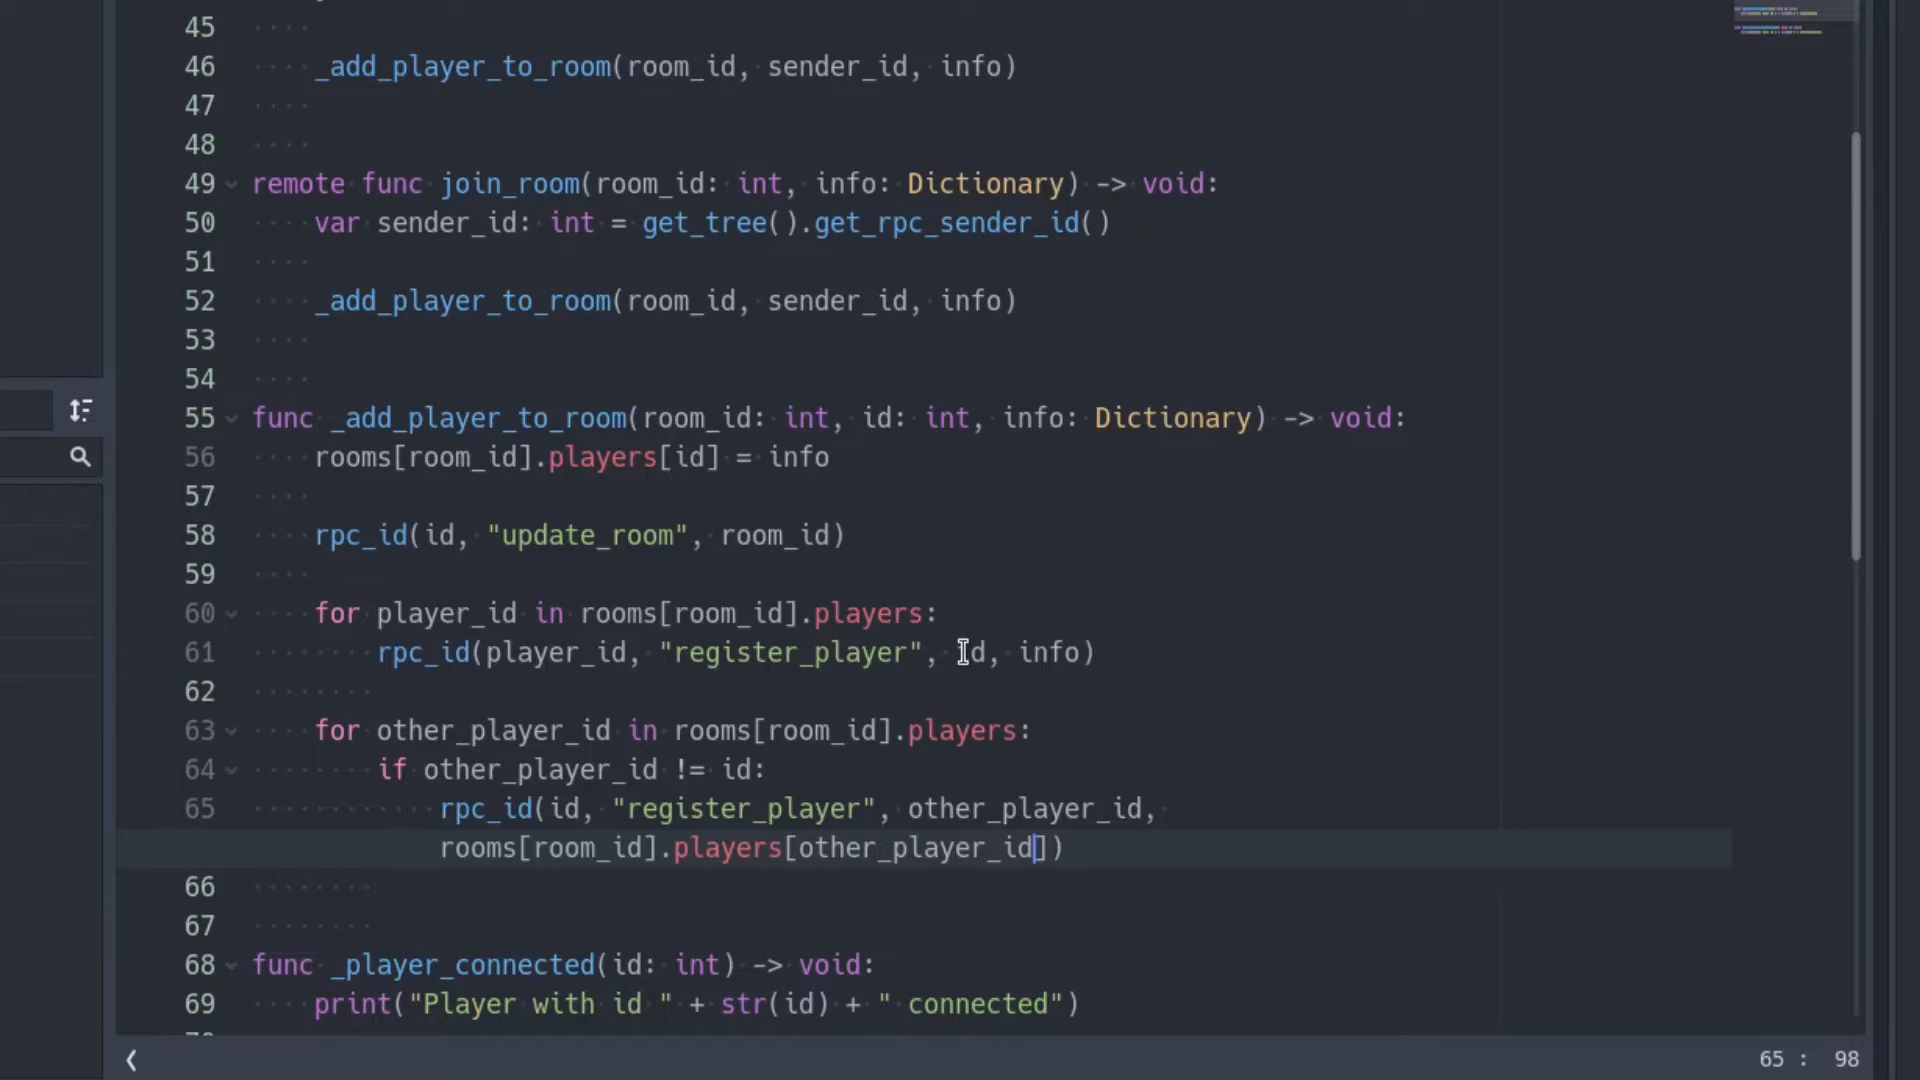 45
46 _add_player_to_room(room_id, sender_id, info)
47
48
49 remote func join_room(room_id: int, info: Dictionary) -> void:
50 var sender_id: int = get_tree().get_rpc_sender_id()
51
52 _add_player_to_room(room_id, sender_id, info)
53
54
55 func _add_player_to_room(room_id: int, id: int, info: Dictionary) -> void:
56 rooms[room_id].players[id] = info
57
58 rpc_id(id, "update_room", room_id)
59
60 for player_id in rooms[room_id].players:
61 rpc_id(player_id, "register_player", id, info)
62
63 for other_player_id in rooms[room_id].players:
64 if other_player_id != id:
65 rpc_id(id, "register_player", other_player_id,
rooms[room_id].players[other_player_id])
66
67
68 func _player_connected(id: int) -> void:
69 print("Player with id " + str(id) + " connected")
65 : 98